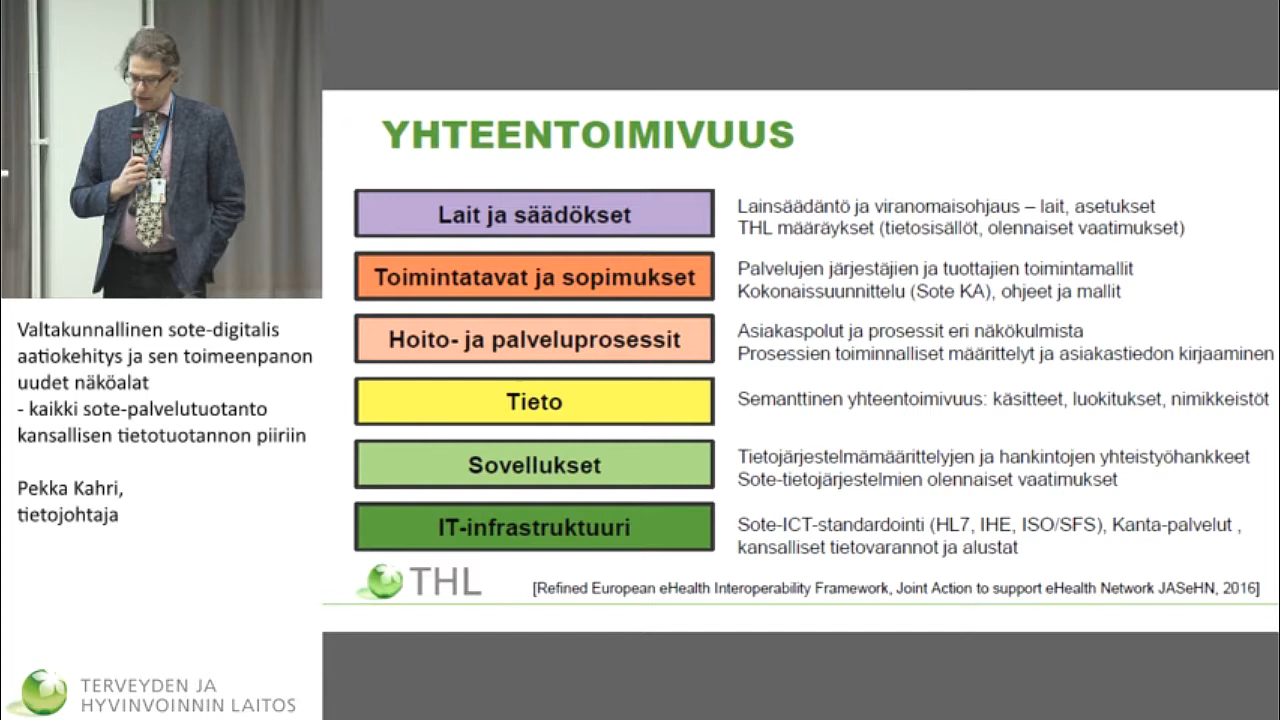 Valtakunnallinen sote-digitalis
aatiokehitys ja sen toimeenpanon
uudet näköalat
- kaikki sote-palvelutuotanto
kansallisen tietotuotannon piiriin
Pekka Kahri,
tietojohtaja
TERVEYDEN JA
HYVINVOINNIN LAITOS
YHTEENTOIMIVUUS
Lait ja säädökset
Lainsäädäntö ja viranomaisohjaus – lait, asetukset
THL määräykset (tietosisällöt, olennaiset vaatimukset)
Toimintatavat ja sopimukset
Palvelujen järjestäjien ja tuottajien toimintamallit
Kokonaissuunnittelu (Sote KA), ohjeet ja mallit
Hoito- ja palveluprosessit
Asiakaspolut ja prosessit eri näkökulmista
Prosessien toiminnalliset määrittelyt ja asiakastiedon kirjaaminen
Tieto
Semanttinen yhteentoimivuus: käsitteet, luokitukset, nimikkeistöt
Sovellukset
Tietojärjestelmämäärittelyjen ja hankintojen yhteistyöhankkeet
Sote-tietojärjestelmien olennaiset vaatimukset
IT-infrastruktuuri
Sote-ICT-standardointi (HL7, IHE, ISO/SFS), Kanta-palvelut ,
kansalliset tietovarannot ja alustat
THL
[Refined European eHealth Interoperability Framework, Joint Action to support eHealth Network JASeHN, 2016]